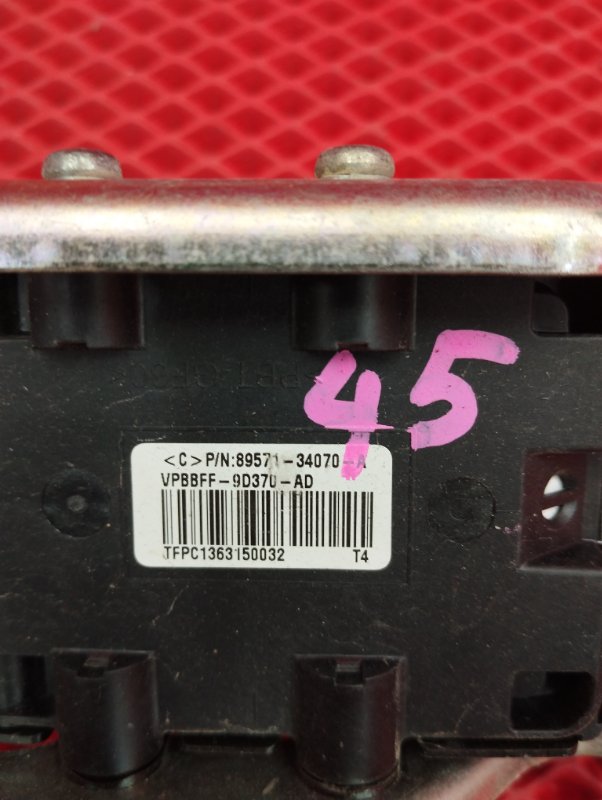 45
<C>P/N:89571-34070-A
VPBBFF-9D370-AD
TFPC1363150032 T4